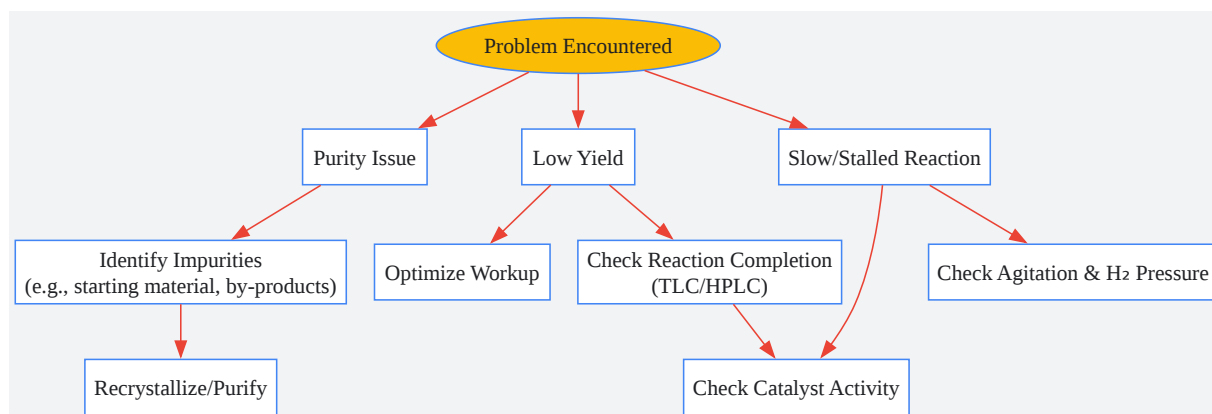 Problem Encountered
Purity Issue
Low Yield
Slow/Stalled Reaction
Identify Impurities
(e.g., starting material, by-products)
Optimize Workup
Check Reaction Completion
(TLC/HPLC)
Check Agitation & H₂ Pressure
Recrystallize/Purify
Check Catalyst Activity